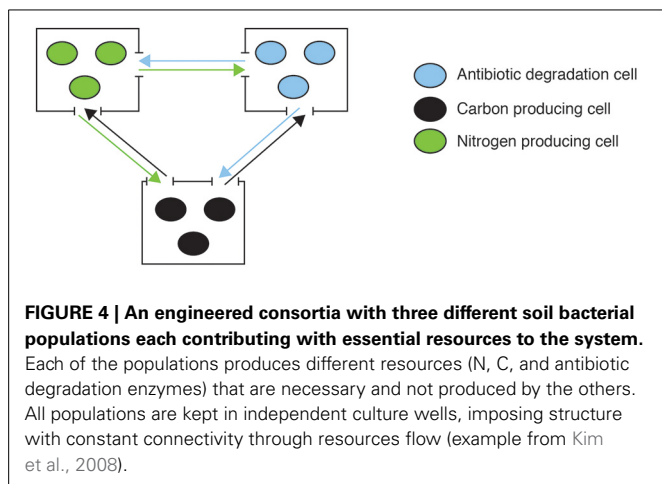 Antibiotic degradation cell
Carbon producing cell
Nitrogen producing cell
FIGURE 4 | An engineered consortia with three different soil bacterial
populations each contributing with essential resources to the system.
Each of the populations produces different resources (N, C, and antibiotic
degradation enzymes) that are necessary and not produced by the others.
All populations are kept in independent culture wells, imposing structure
with constant connectivity through resources flow (example from Kim
et al., 2008).